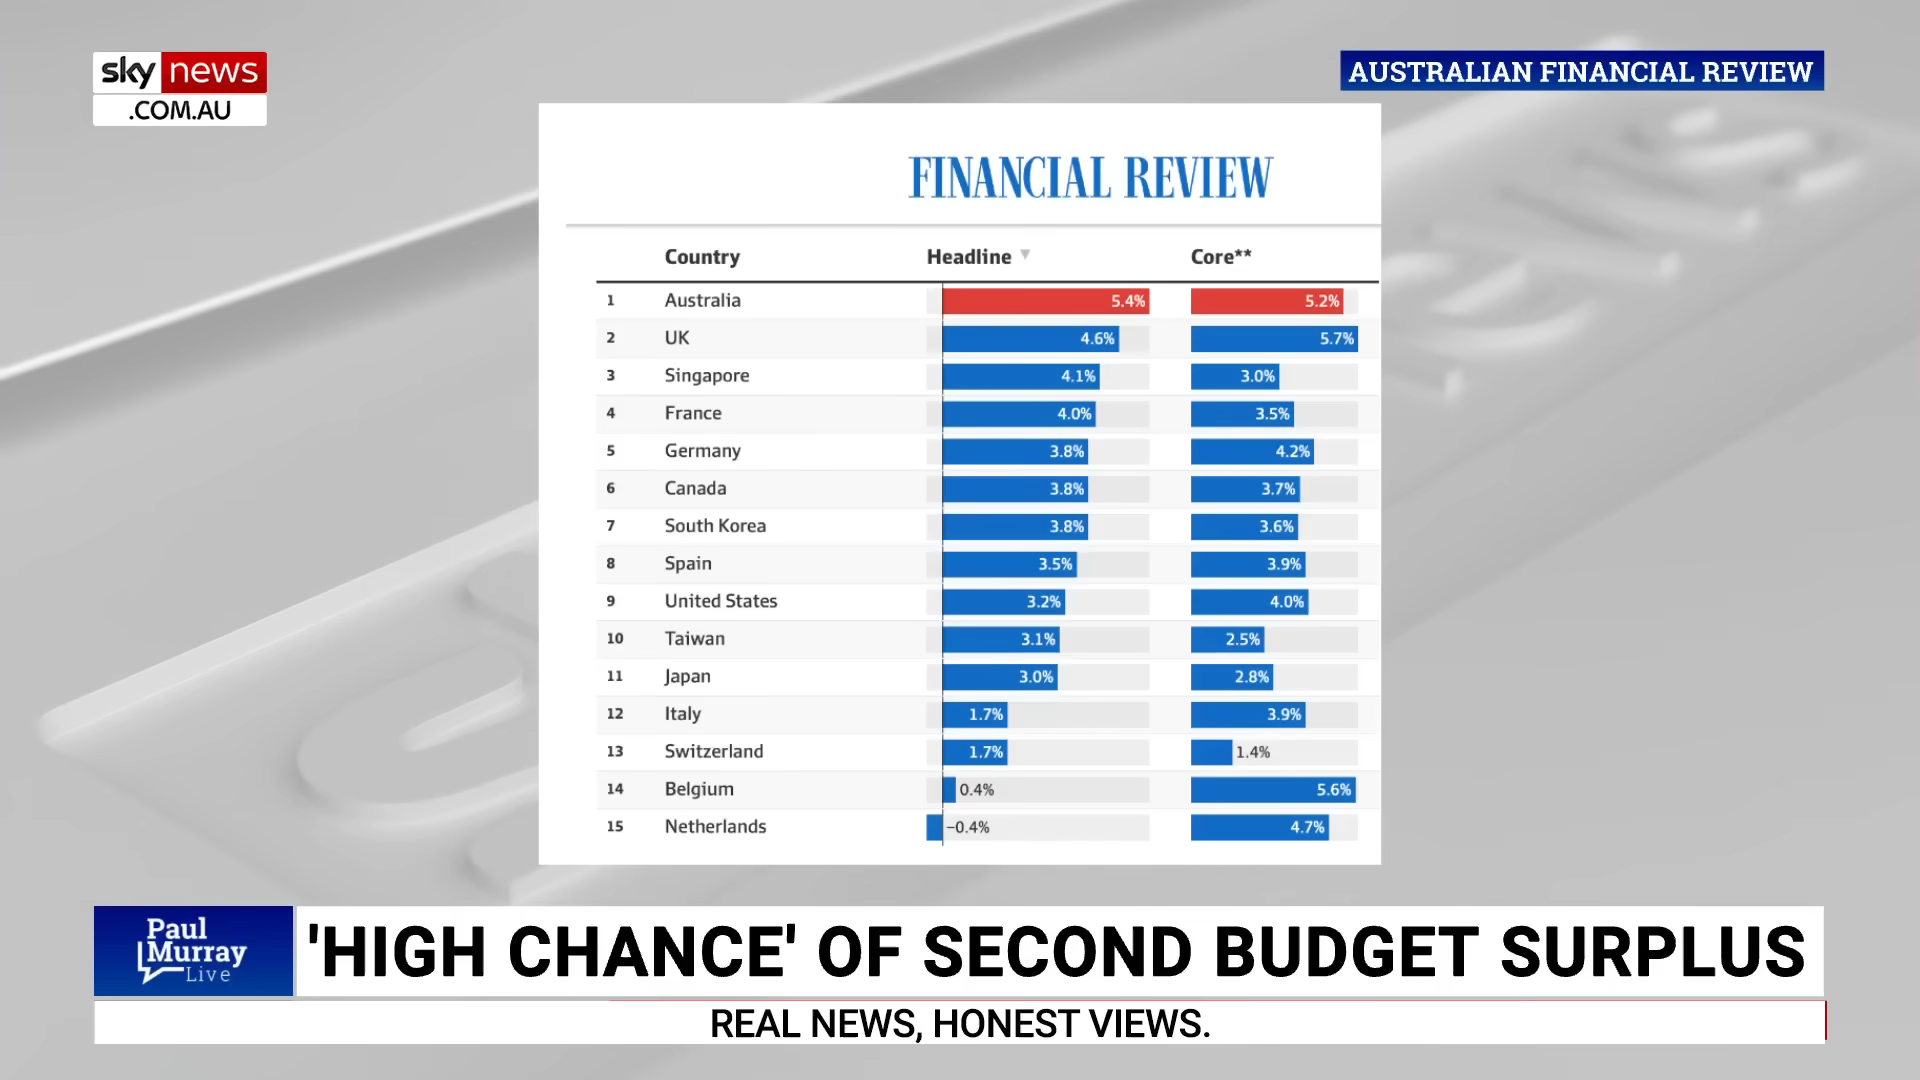 sky news
.COM.AU
AUSTRALIAN FINANCIAL REVIEW
FINANCIAL REVIEW
Country Headline Core**
1 Australia 5.4% 5.2%
2 UK 4.6% 5.7%
3 Singapore 4.1% 3.0%
4 France 4.0% 3.5%
5 Germany 3.8% 4.2%
6 Canada 3.8% 3.7%
7 South Korea 3.8% 3.6%
8 Spain 3.5% 3.9%
9 United States 3.2% 4.0%
10 Taiwan 3.1% 2.5%
11 Japan 3.0% 2.8%
12 Italy 1.7% 3.9%
13 Switzerland 1.7% 1.4%
14 Belgium 0.4% 5.6%
15 Netherlands −0.4% 4.7%
Paul
Murray
Live
'HIGH CHANCE' OF SECOND BUDGET SURPLUS
REAL NEWS, HONEST VIEWS.